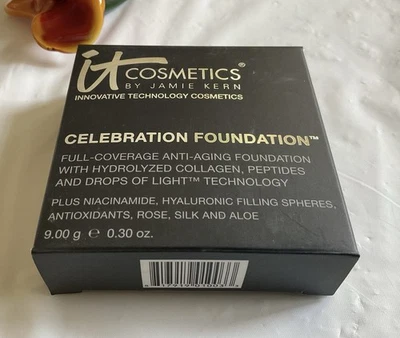 it COSMETICS®
BY JAMIE KERN
INNOVATIVE TECHNOLOGY COSMETICS
CELEBRATION FOUNDATION™
FULL-COVERAGE ANTI-AGING FOUNDATION
WITH HYDROLYZED COLLAGEN, PEPTIDES
AND DROPS OF LIGHT™ TECHNOLOGY
PLUS NIACINAMIDE, HYALURONIC FILLING SPHERES,
ANTIOXIDANTS, ROSE, SILK AND ALOE
9.00 g ℮ 0.30 oz.